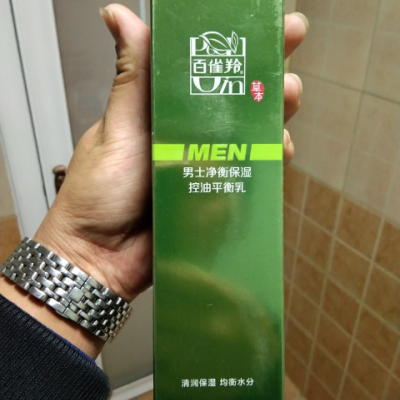 百雀羚
草本
MEN
男士净衡保湿
控油平衡乳
清润保湿 均衡水分